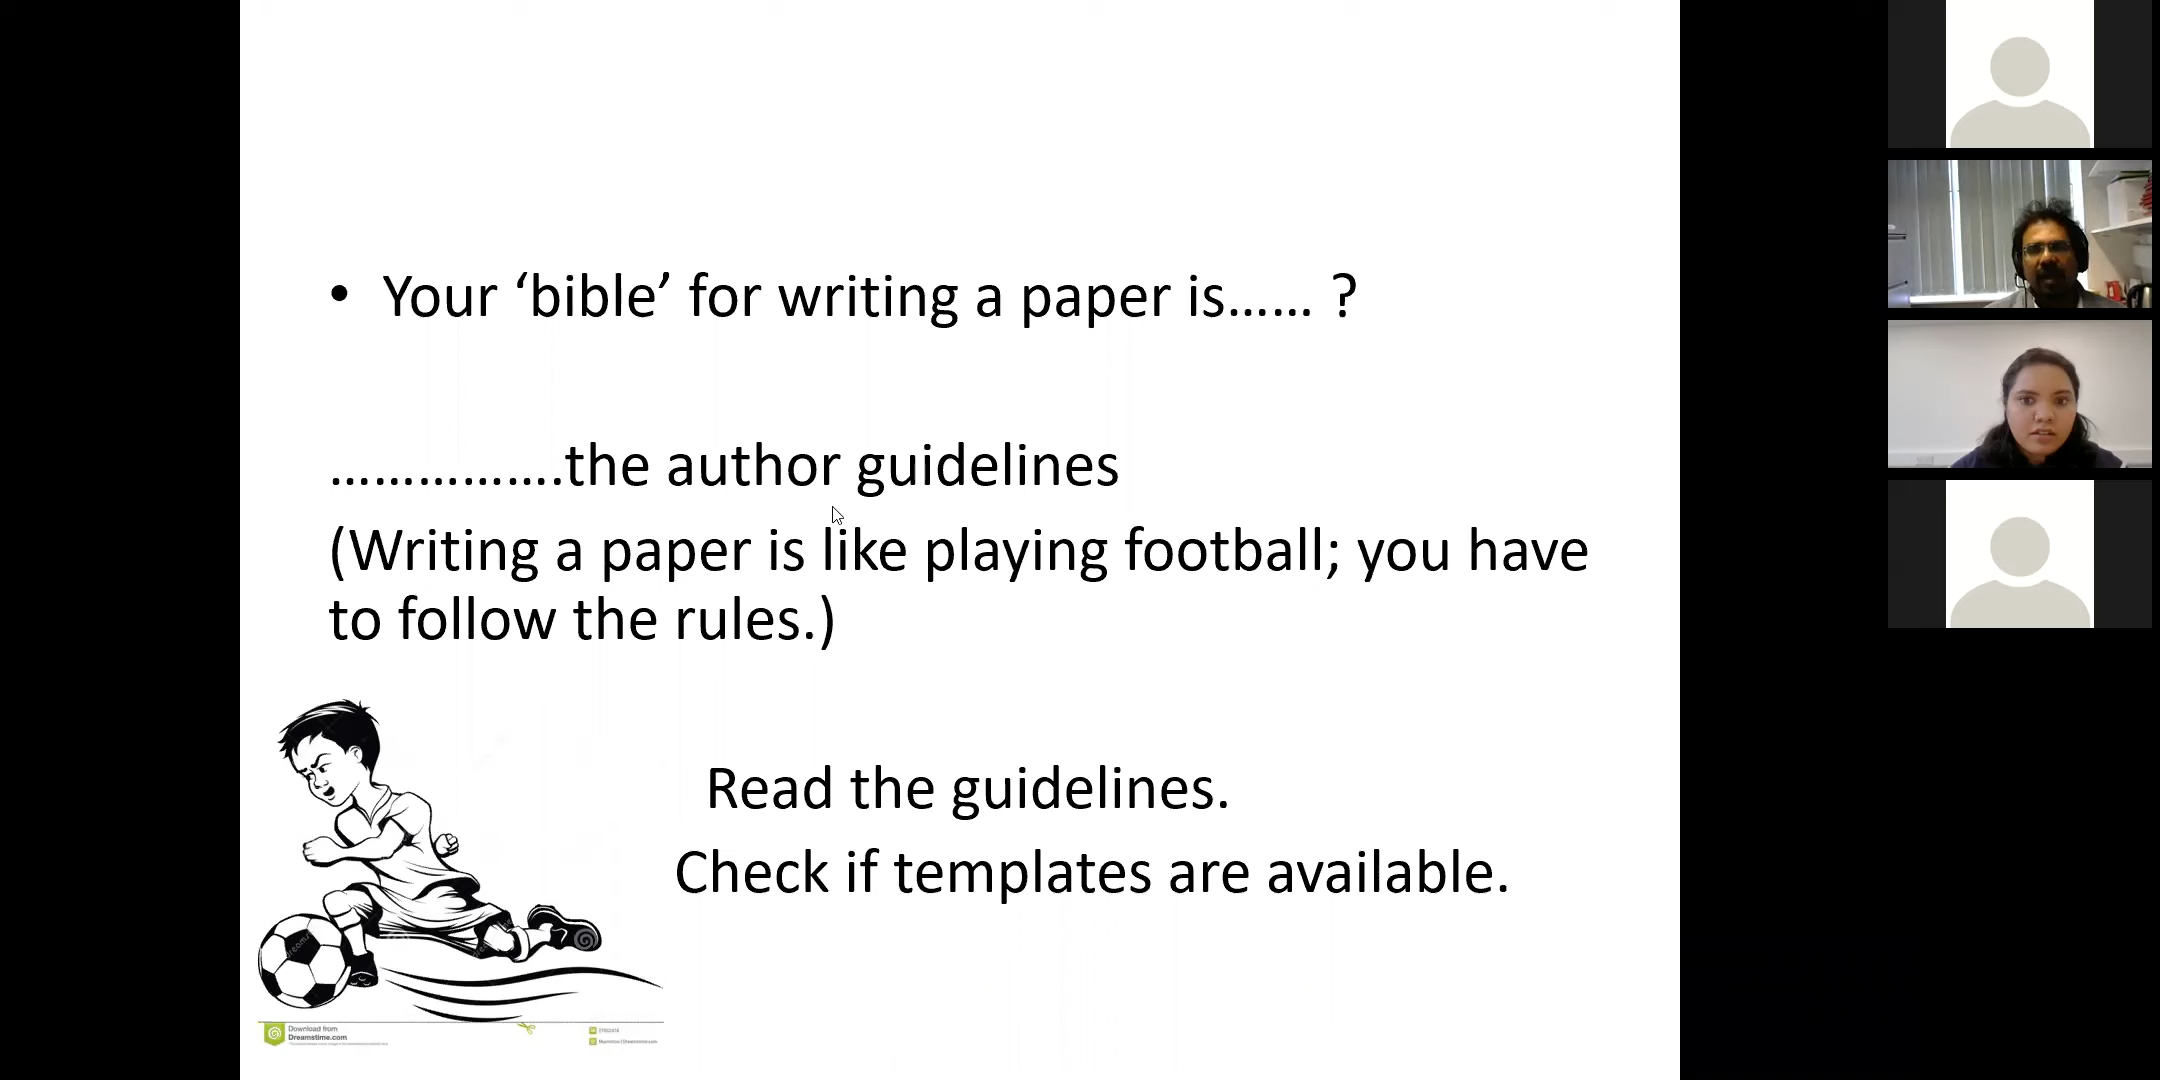 • Your ‘bible’ for writing a paper is…… ?
…………….the author guidelines
(Writing a paper is like playing football; you have
to follow the rules.)
Read the guidelines.
Check if templates are available.
Download from
Dreamstime.com